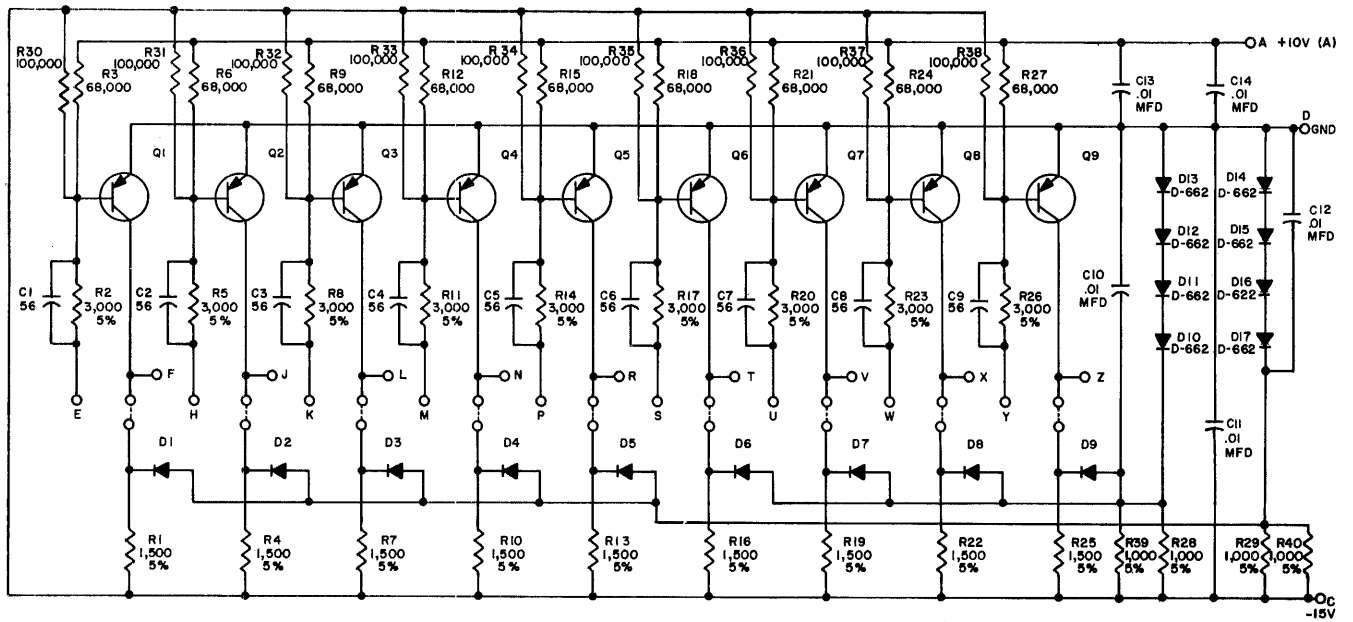 R30
100,000
R3
68,000
R31
100,000
R6
68,000
R32
100,000
R9
68,000
R33
100,000
R12
68,000
R34
100,000
R15
68,000
R35
100,000
R18
68,000
R36
100,000
R21
68,000
R37
100,000
R24
68,000
R38
100,000
R27
68,000
C13
.01
MFD
C14
.01
MFD
A +10V (A)
D
GND
Q1
Q2
Q3
Q4
Q5
Q6
Q7
Q8
Q9
D13
D-662
D14
D-662
D12
D-662
D15
D-662
D11
D-662
D16
D-622
D10
D-662
D17
D-662
C12
.01
MFD
C10
.01
MFD
C11
.01
MFD
C1
56
R2
3,000
5%
C2
56
R5
3,000
5%
C3
56
R8
3,000
5%
C4
56
R11
3,000
5%
C5
56
R14
3,000
5%
C6
56
R17
3,000
5%
C7
56
R20
3,000
5%
C8
56
R23
3,000
5%
C9
56
R26
3,000
5%
F
J
L
N
R
T
V
X
Z
E
H
K
M
P
S
U
W
Y
D1
D2
D3
D4
D5
D6
D7
D8
D9
R1
1,500
5%
R4
1,500
5%
R7
1,500
5%
R10
1,500
5%
R13
1,500
5%
R16
1,500
5%
R19
1,500
5%
R22
1,500
5%
R25
1,500
5%
R39
1,000
5%
R28
1,000
5%
R29
1,000
5%
R40
1,000
5%
C
-15V